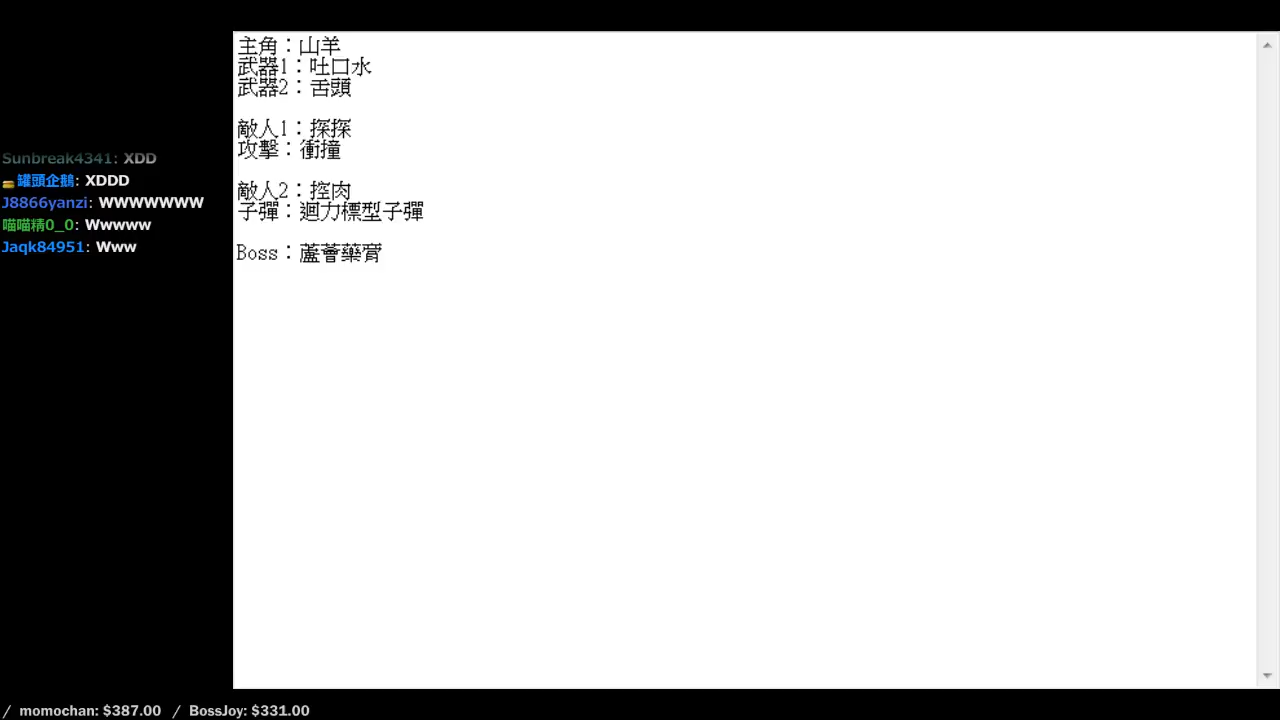 主角：山羊
武器1：吐口水
武器2：舌頭
敵人1：探探
攻擊：衝撞
敵人2：控肉
子彈：迴力標型子彈
Boss：蘆薈藥膏
Sunbreak4341: XDD
罐頭企鵝: XDDD
J8866yanzi: WWWWWWW
喵喵精0_0: Wwwww
Jaqk84951: Www
/ momochan: $387.00 / BossJoy: $331.00